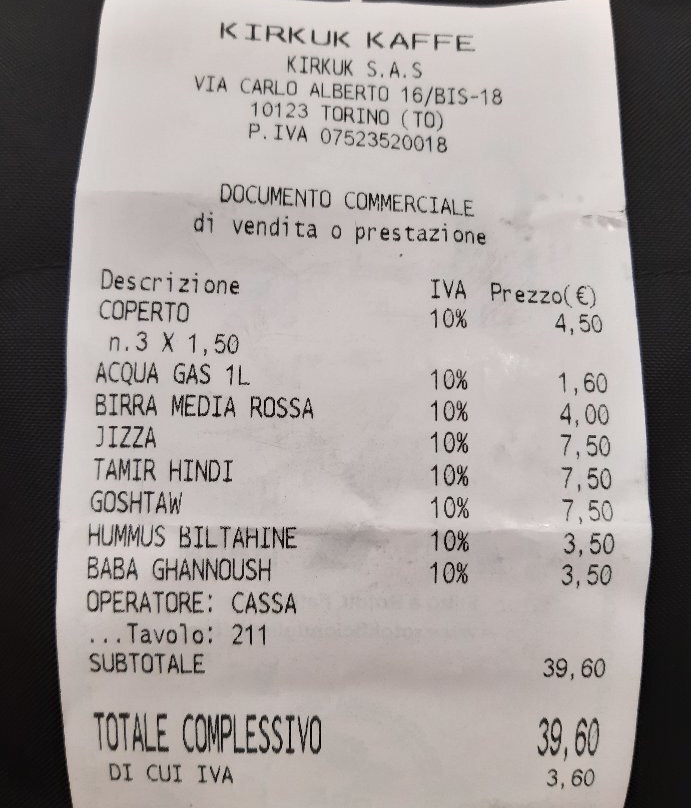 KIRKUK KAFFE
KIRKUK S.A.S
VIA CARLO ALBERTO 16/BIS-18
10123 TORINO (TO)
P.IVA 07523520018
DOCUMENTO COMMERCIALE
di vendita o prestazione
Descrizione IVA Prezzo(€)
COPERTO 10% 4,50
n.3 X 1,50
ACQUA GAS 1L 10% 1,60
BIRRA MEDIA ROSSA 10% 4,00
JIZZA 10% 7,50
TAMIR HINDI 10% 7,50
GOSHTAW 10% 7,50
HUMMUS BILTAHINE 10% 3,50
BABA GHANNOUSH 10% 3,50
OPERATORE: CASSA
...Tavolo: 211
SUBTOTALE 39,60
TOTALE COMPLESSIVO 39,60
DI CUI IVA 3,60